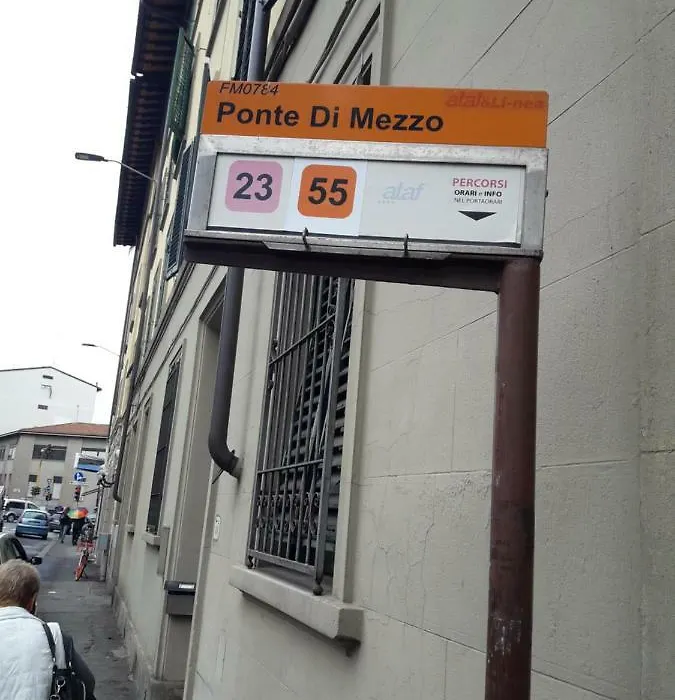 FM0784
ataf&Li-nea
Ponte Di Mezzo
23
55
ataf
PERCORSI
ORARI e INFO
NEL PORTAORARI